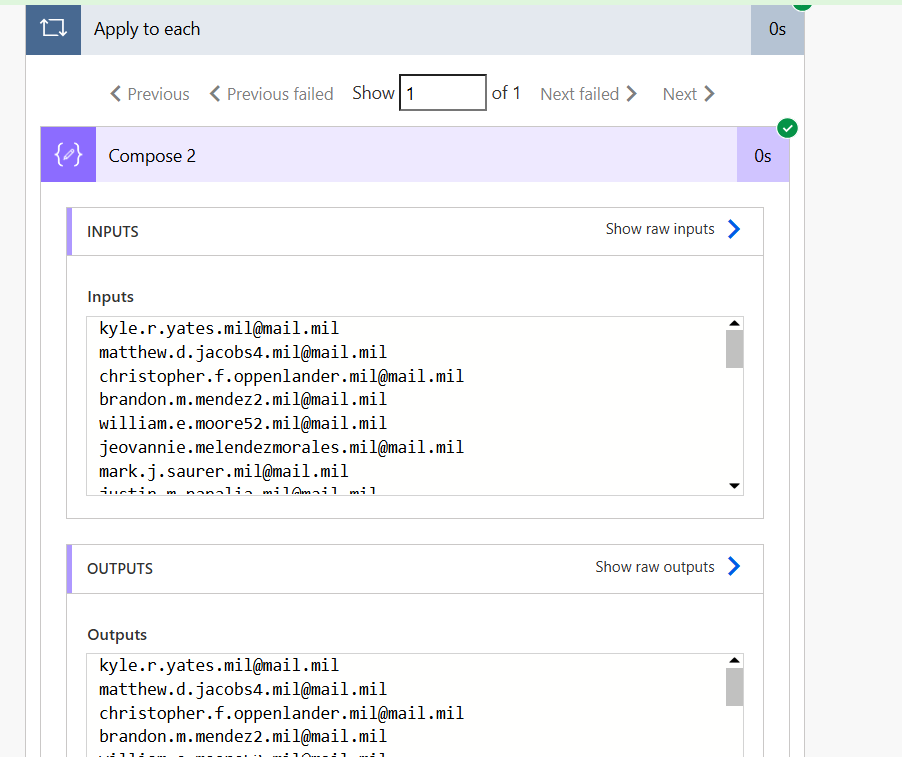 Apply to each 0s
Previous Previous failed Show 1 of 1 Next failed Next
Compose 2 0s
INPUTS Show raw inputs
Inputs
kyle.r.yates.mil@mail.mil
matthew.d.jacobs4.mil@mail.mil
christopher.f.oppenlander.mil@mail.mil
brandon.m.mendez2.mil@mail.mil
william.e.moore52.mil@mail.mil
jeovannie.melendezmorales.mil@mail.mil
mark.j.saurer.mil@mail.mil
OUTPUTS Show raw outputs
Outputs
kyle.r.yates.mil@mail.mil
matthew.d.jacobs4.mil@mail.mil
christopher.f.oppenlander.mil@mail.mil
brandon.m.mendez2.mil@mail.mil